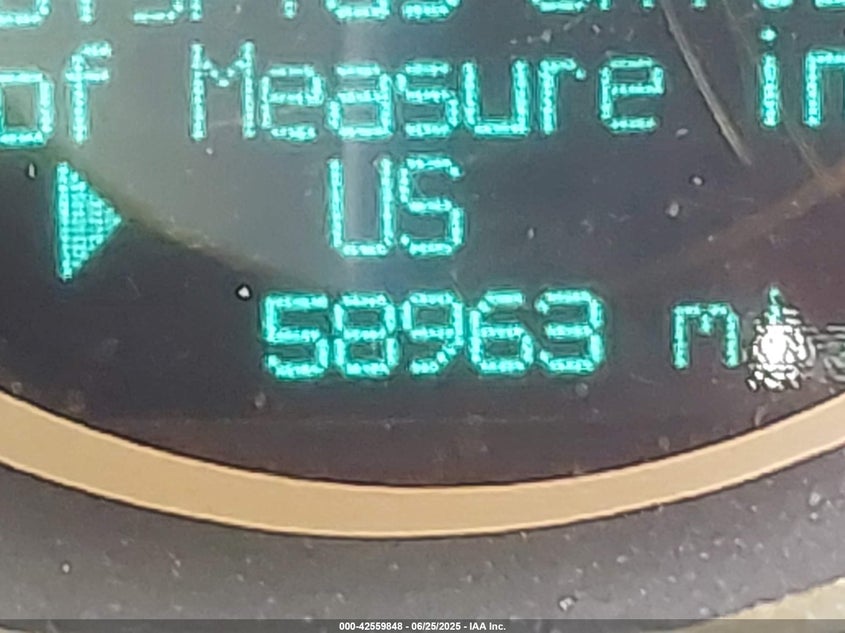 of Measure in
US
58963 mi
000-42559848 - 06/25/2025 - IAA Inc.